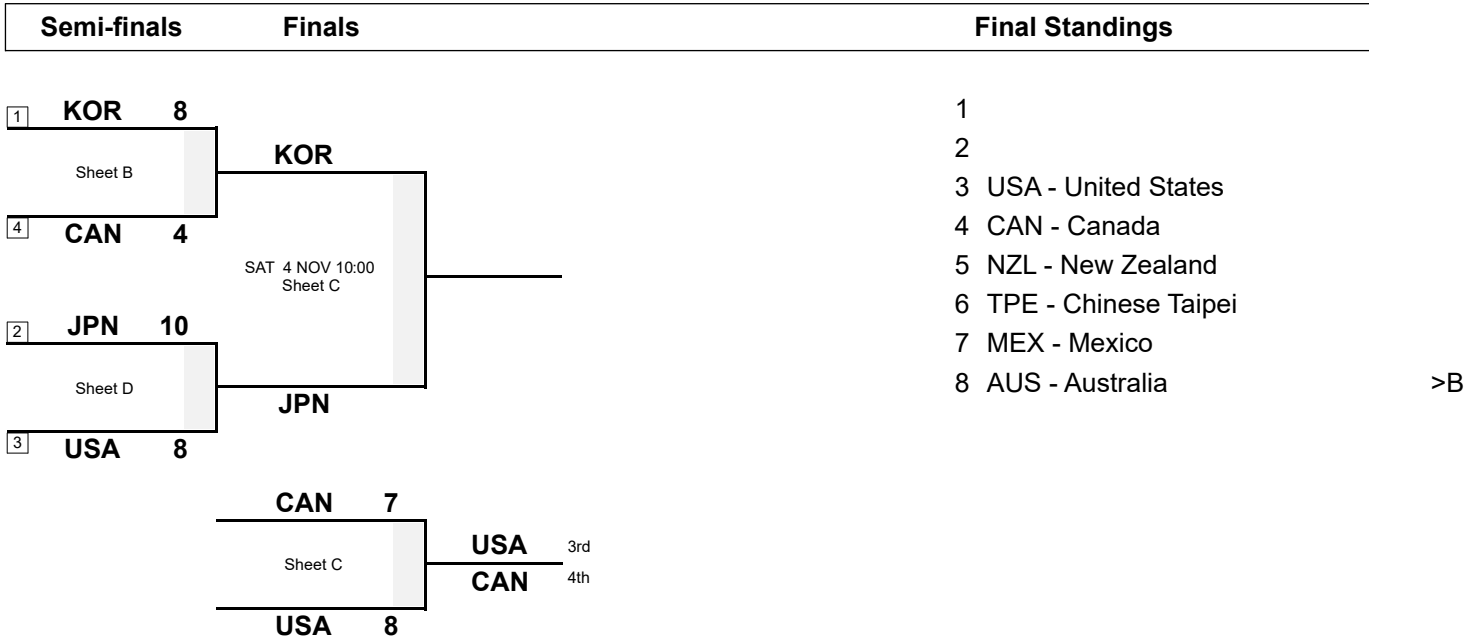 Semi-finals Finals Final Standings
1 KOR 8
Sheet B
4 CAN 4
KOR
SAT 4 NOV 10:00
Sheet C
JPN
2 JPN 10
Sheet D
3 USA 8
CAN 7
Sheet C
USA 8
USA 3rd
CAN 4th
1
2
3 USA - United States
4 CAN - Canada
5 NZL - New Zealand
6 TPE - Chinese Taipei
7 MEX - Mexico
8 AUS - Australia >B